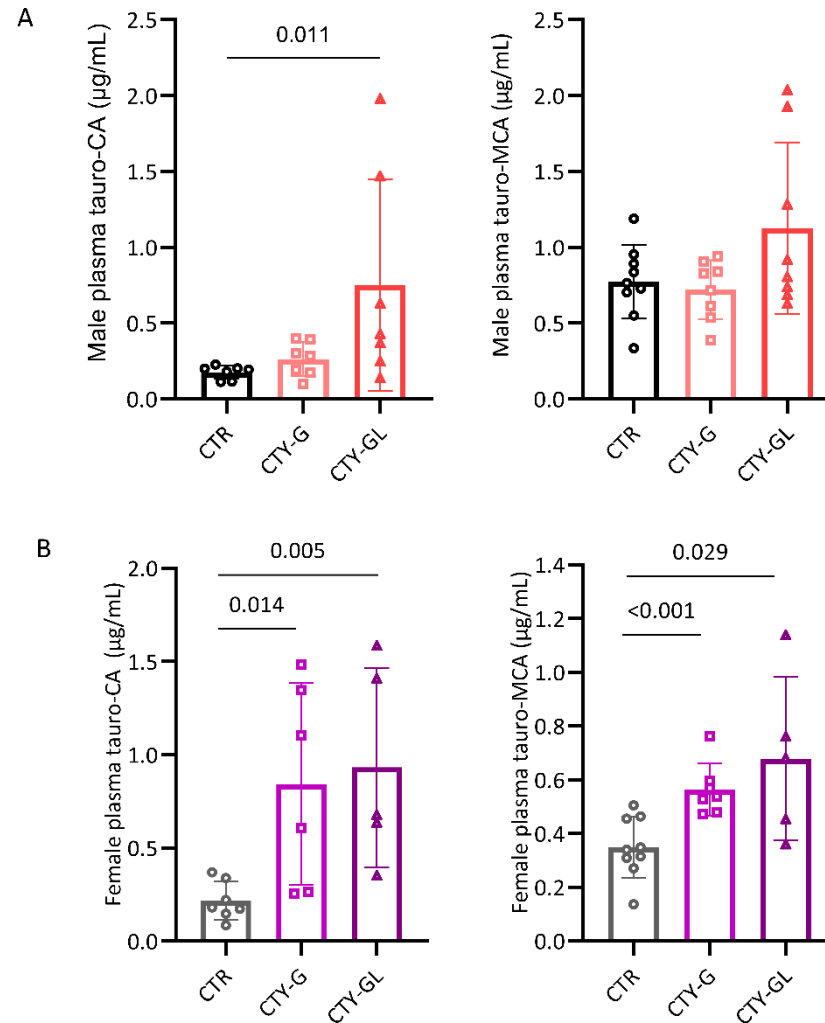 A
Male plasma tauro-CA (µg/mL)
2.5
2.0
1.5
1.0
0.5
0.0
0.011
CTR
CTY-G
CTY-GL
Male plasma tauro-MCA (µg/mL)
2.5
2.0
1.5
1.0
0.5
0.0
CTR
CTY-G
CTY-GL
B
Female plasma tauro-CA (µg/mL)
2.0
1.5
1.0
0.5
0.0
0.005
0.014
CTR
CTY-G
CTY-GL
Female plasma tauro-MCA (µg/mL)
1.4
1.2
1.0
0.8
0.6
0.4
0.2
0.0
0.029
<0.001
CTR
CTY-G
CTY-GL